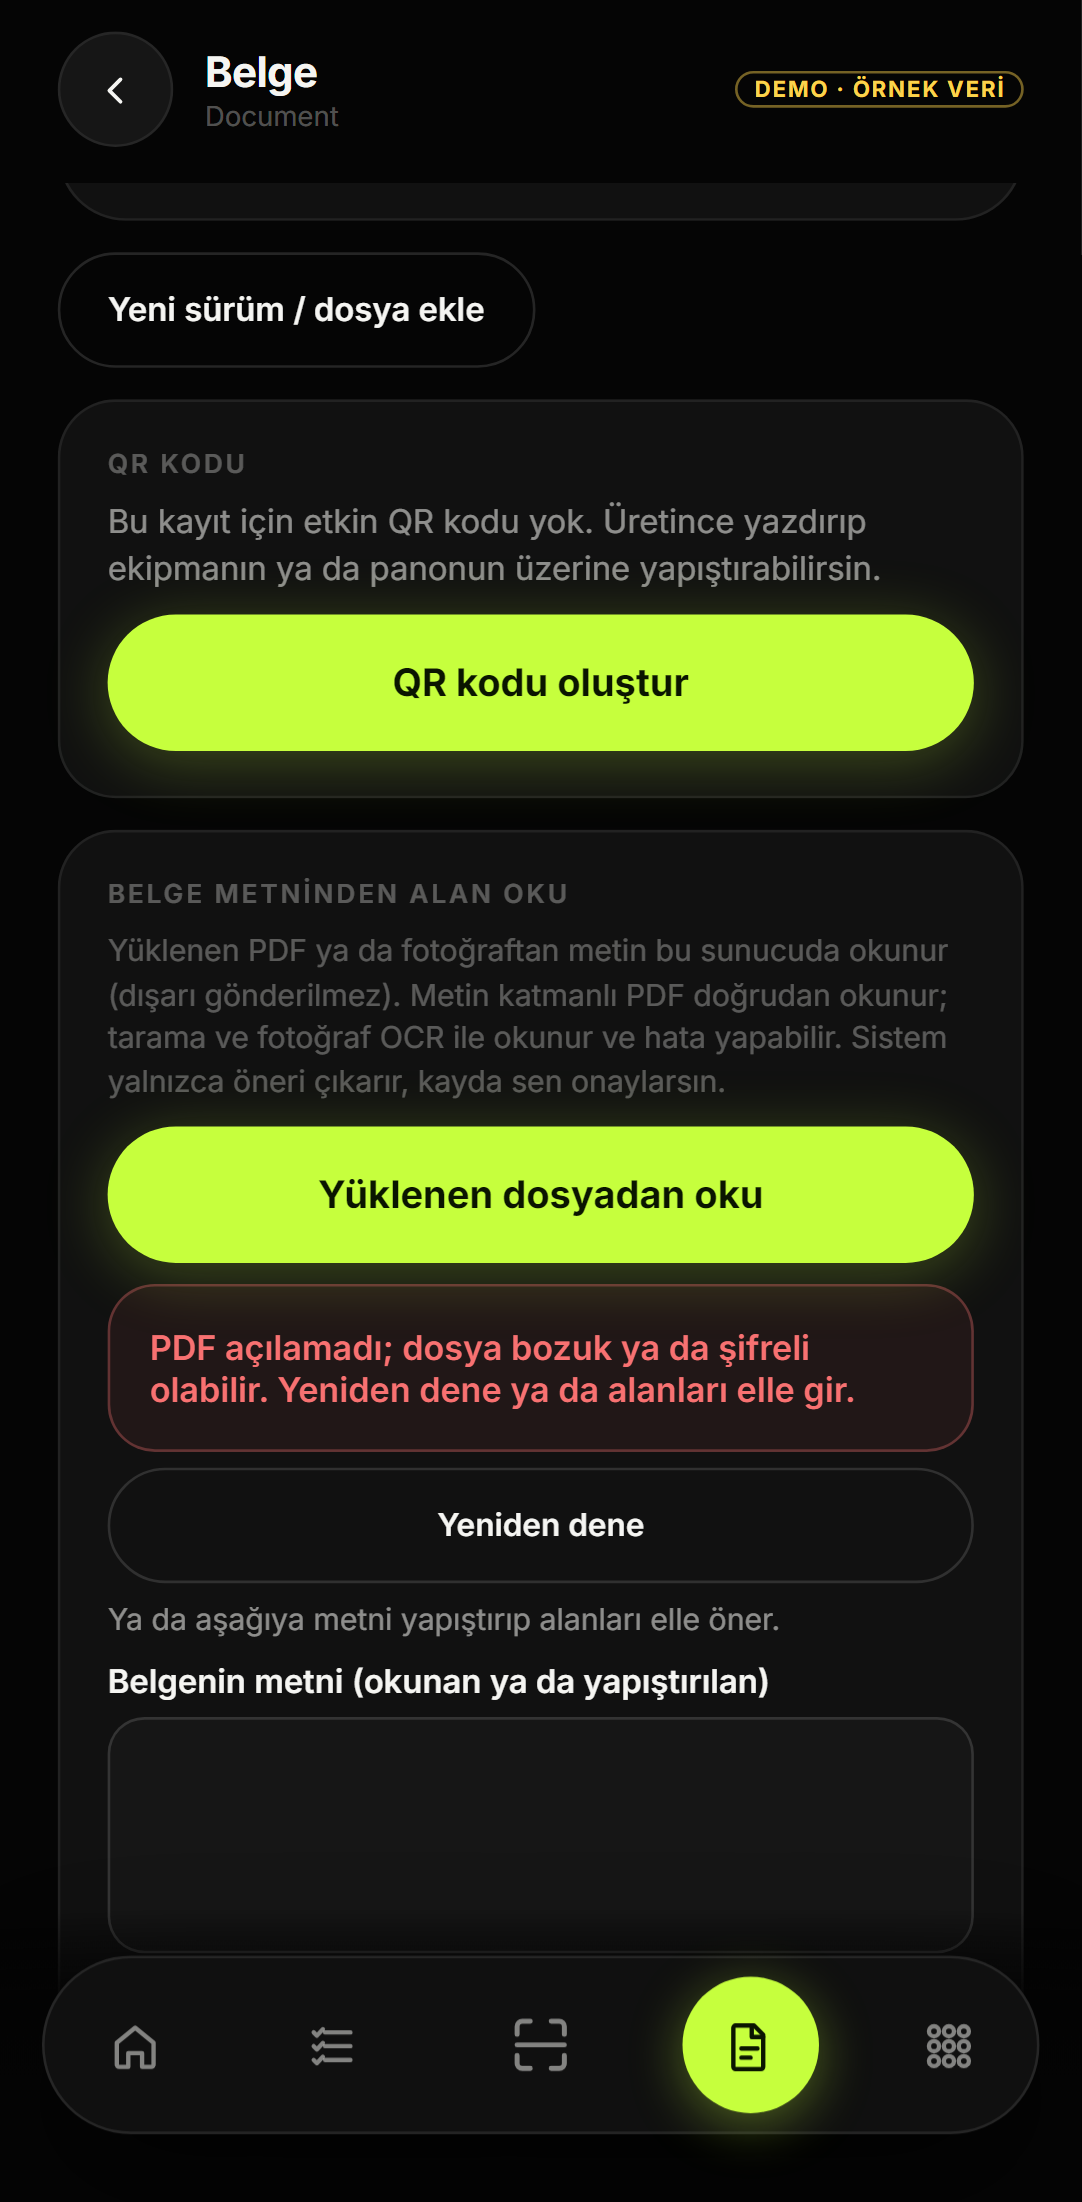 Belge
Document
DEMO · ÖRNEK VERİ
Yeni sürüm / dosya ekle
QR KODU
Bu kayıt için etkin QR kodu yok. Üretince yazdırıp
ekipmanın ya da panonun üzerine yapıştırabilirsin.
QR kodu oluştur
BELGE METNİNDEN ALAN OKU
Yüklenen PDF ya da fotoğraftan metin bu sunucuda okunur
(dışarı gönderilmez). Metin katmanlı PDF doğrudan okunur;
tarama ve fotoğraf OCR ile okunur ve hata yapabilir. Sistem
yalnızca öneri çıkarır, kayda sen onaylarsın.
Yüklenen dosyadan oku
PDF açılamadı; dosya bozuk ya da şifreli
olabilir. Yeniden dene ya da alanları elle gir.
Yeniden dene
Ya da aşağıya metni yapıştırıp alanları elle öner.
Belgenin metni (okunan ya da yapıştırılan)